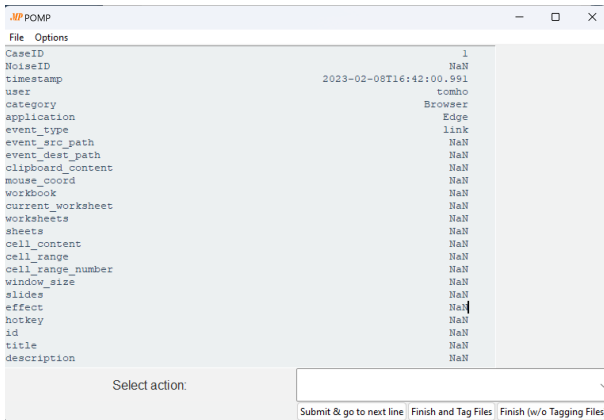 MP POMP
File Options
CaseID 1
NoiseID NaN
timestamp 2023-02-08T16:42:00.991
user tomho
category Browser
application Edge
event_type link
event_src_path NaN
event_dest_path NaN
clipboard_content NaN
mouse_coord NaN
workbook NaN
current_worksheet NaN
worksheets NaN
sheets NaN
cell_content NaN
cell_range NaN
cell_range_number NaN
window_size NaN
slides NaN
effect NaN
hotkey NaN
id NaN
title NaN
description NaN
Select action:
Submit & go to next line Finish and Tag Files Finish (w/o Tagging Files